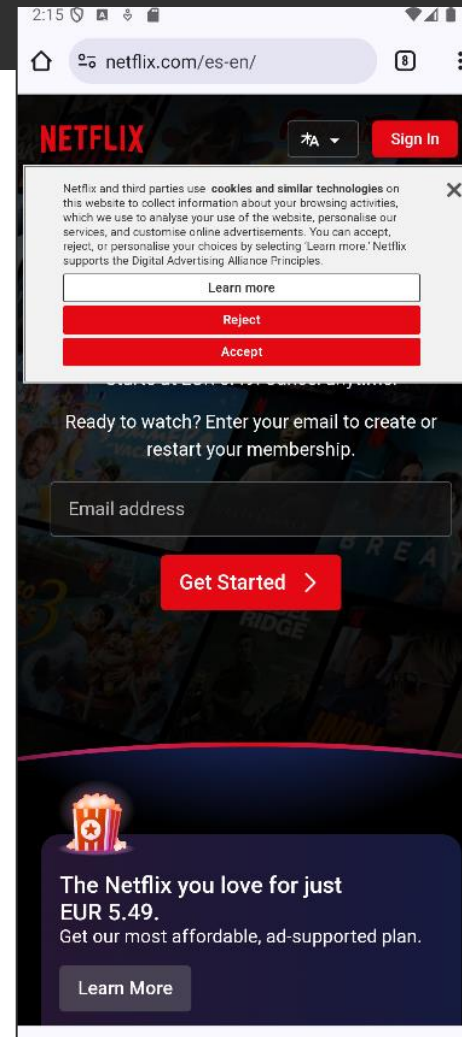 2:15
netflix.com/es-en/
8
NETFLIX
Sign In
Netflix and third parties use cookies and similar technologies on
this website to collect information about your browsing activities,
which we use to analyse your use of the website, personalise our
services, and customise online advertisements. You can accept,
reject, or personalise your choices by selecting 'Learn more.' Netflix
supports the Digital Advertising Alliance Principles.
Learn more
Reject
Accept
Ready to watch? Enter your email to create or
restart your membership.
Email address
Get Started
RIDGE
The Netflix you love for just
EUR 5.49.
Get our most affordable, ad-supported plan.
Learn More